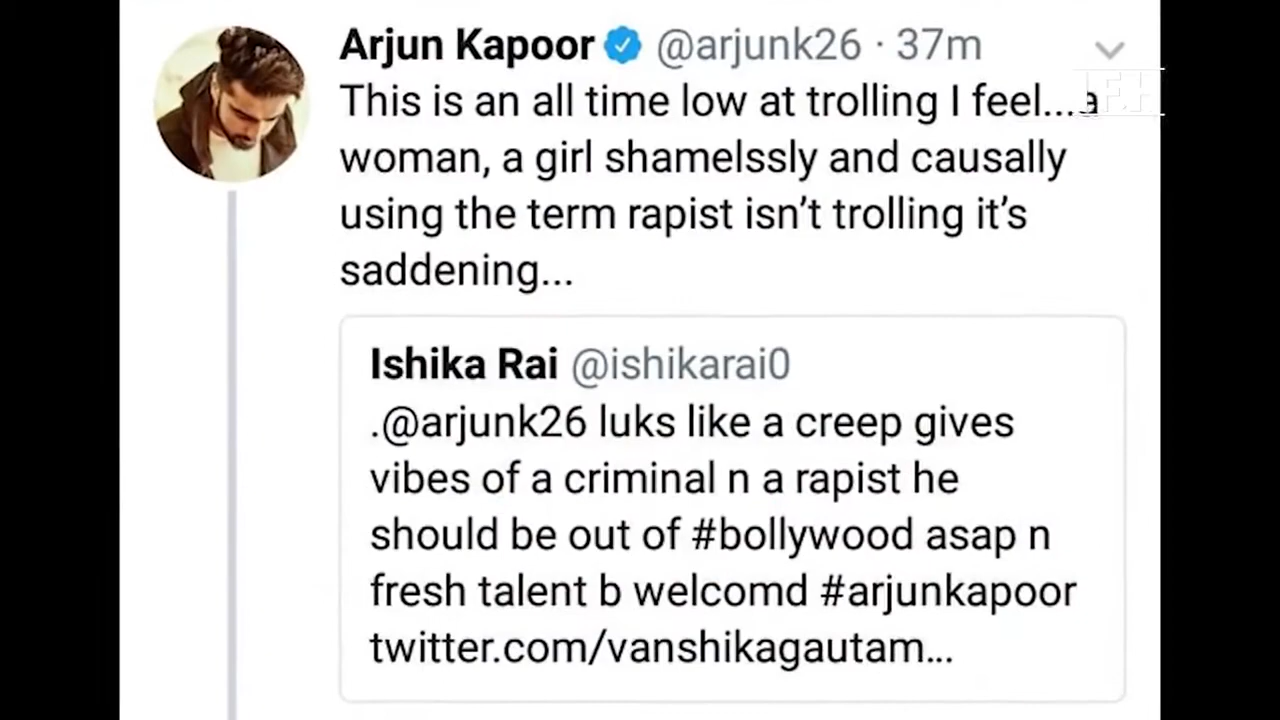 Arjun Kapoor @arjunk26 · 37m
This is an all time low at trolling I feel...a
woman, a girl shamelssly and causally
using the term rapist isn’t trolling it’s
saddening...
Ishika Rai @ishikarai0
.@arjunk26 luks like a creep gives
vibes of a criminal n a rapist he
should be out of #bollywood asap n
fresh talent b welcomd #arjunkapoor
twitter.com/vanshikagautam...